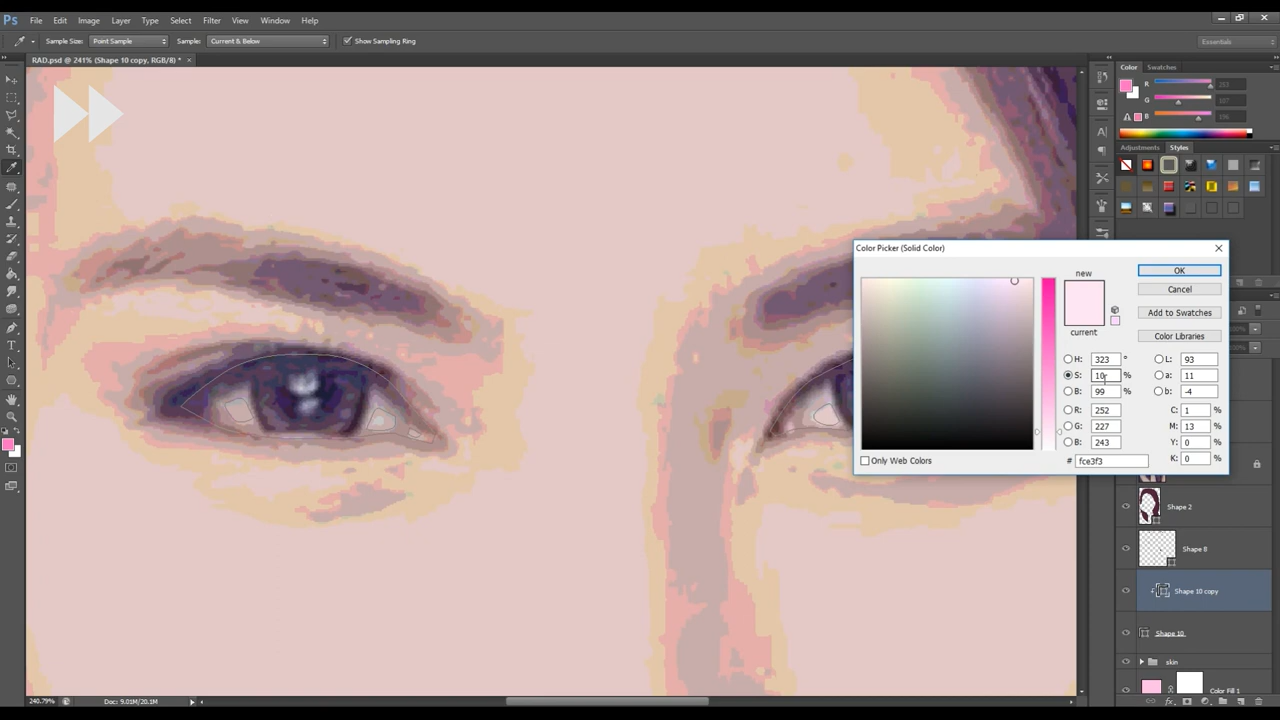 Ps File Edit Image Layer Type Select Filter View Window Help
Sample Size: Point Sample Sample: Current & Below Show Sampling Ring Essentials
RAD.psd @ 241% (Shape 10 copy, RGB/8) * ×
Color Swatches
R 253
G 127
B 196
Adjustments Styles
Color Picker (Solid Color)
new
current
OK
Cancel
Add to Swatches
Color Libraries
H: 323 ° L: 93
S: 10 % a: 11
B: 99 % b: -4
R: 252 C: 1 %
G: 227 M: 13 %
B: 243 Y: 0 %
# fce3f3 K: 0 %
Only Web Colors
Shape 2
Shape 8
Shape 10 copy
Shape 10
skin
Color Fill 1
240.79% Doc: 9.01M/20.1M